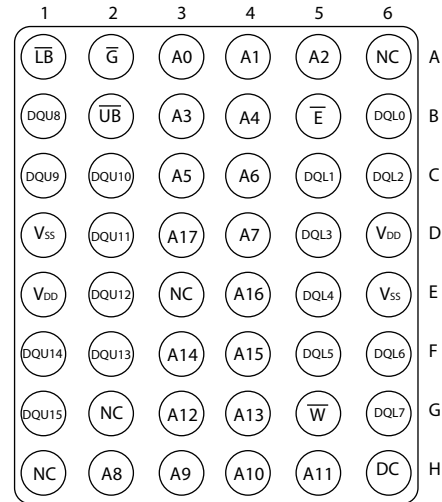 1 2 3 4 5 6
L̅B̅ G̅ A0 A1 A2 NC A
DQU8 U̅B̅ A3 A4 E̅ DQL0 B
DQU9 DQU10 A5 A6 DQL1 DQL2 C
VSS DQU11 A17 A7 DQL3 VDD D
VDD DQU12 NC A16 DQL4 VSS E
DQU14 DQU13 A14 A15 DQL5 DQL6 F
DQU15 NC A12 A13 W̅ DQL7 G
NC A8 A9 A10 A11 DC H